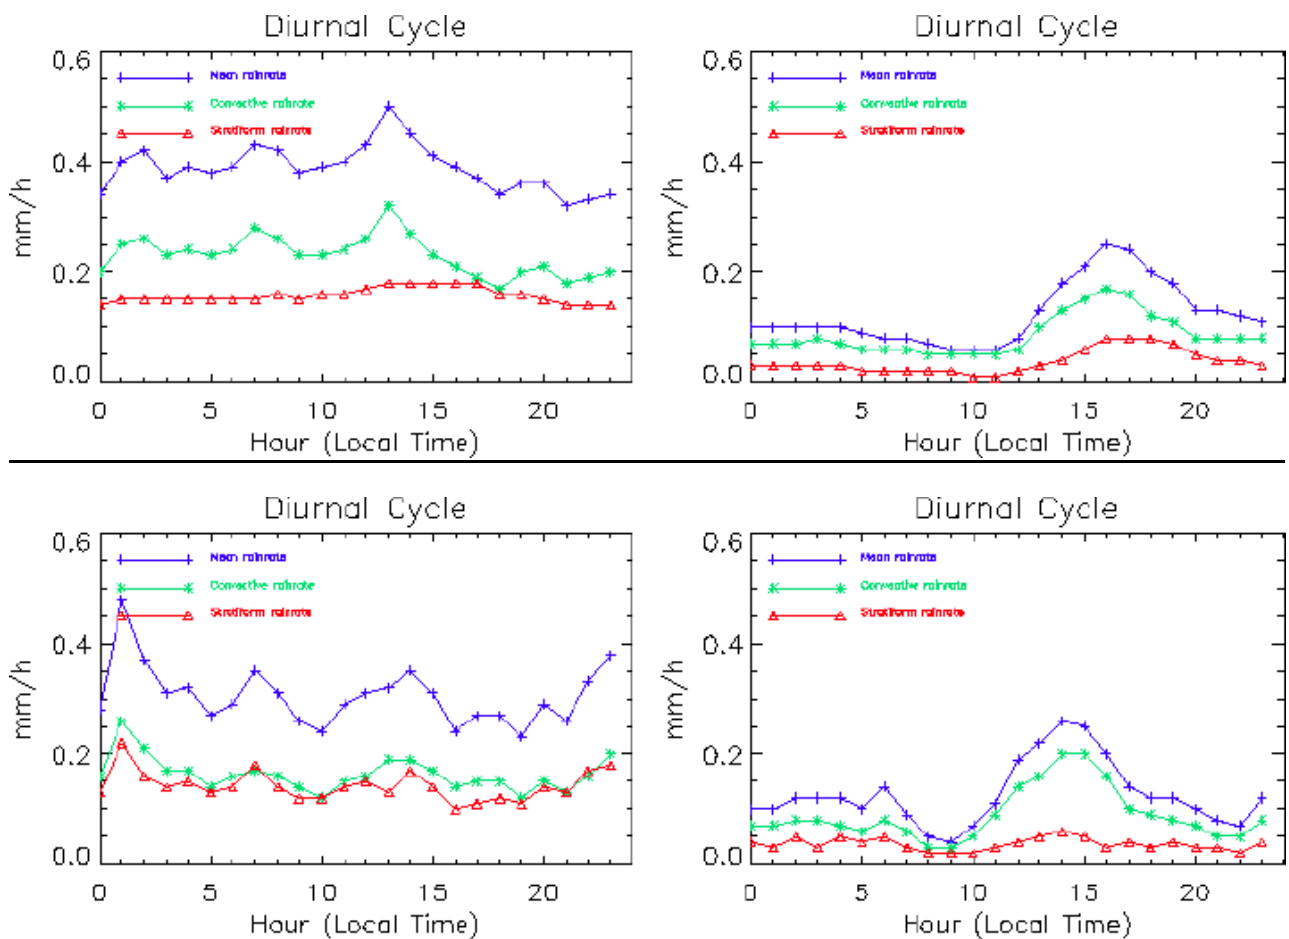 Diurnal Cycle
0.6
0.4
0.2
0.0
mm/h
Mean rainrate
Convective rainrate
Stratiform rainrate
0 5 10 15 20
Hour (Local Time)
Diurnal Cycle
0.6
0.4
0.2
0.0
mm/h
Mean rainrate
Convective rainrate
Stratiform rainrate
0 5 10 15 20
Hour (Local Time)
Diurnal Cycle
0.6
0.4
0.2
0.0
mm/h
Mean rainrate
Convective rainrate
Stratiform rainrate
0 5 10 15 20
Hour (Local Time)
Diurnal Cycle
0.6
0.4
0.2
0.0
mm/h
Mean rainrate
Convective rainrate
Stratiform rainrate
0 5 10 15 20
Hour (Local Time)